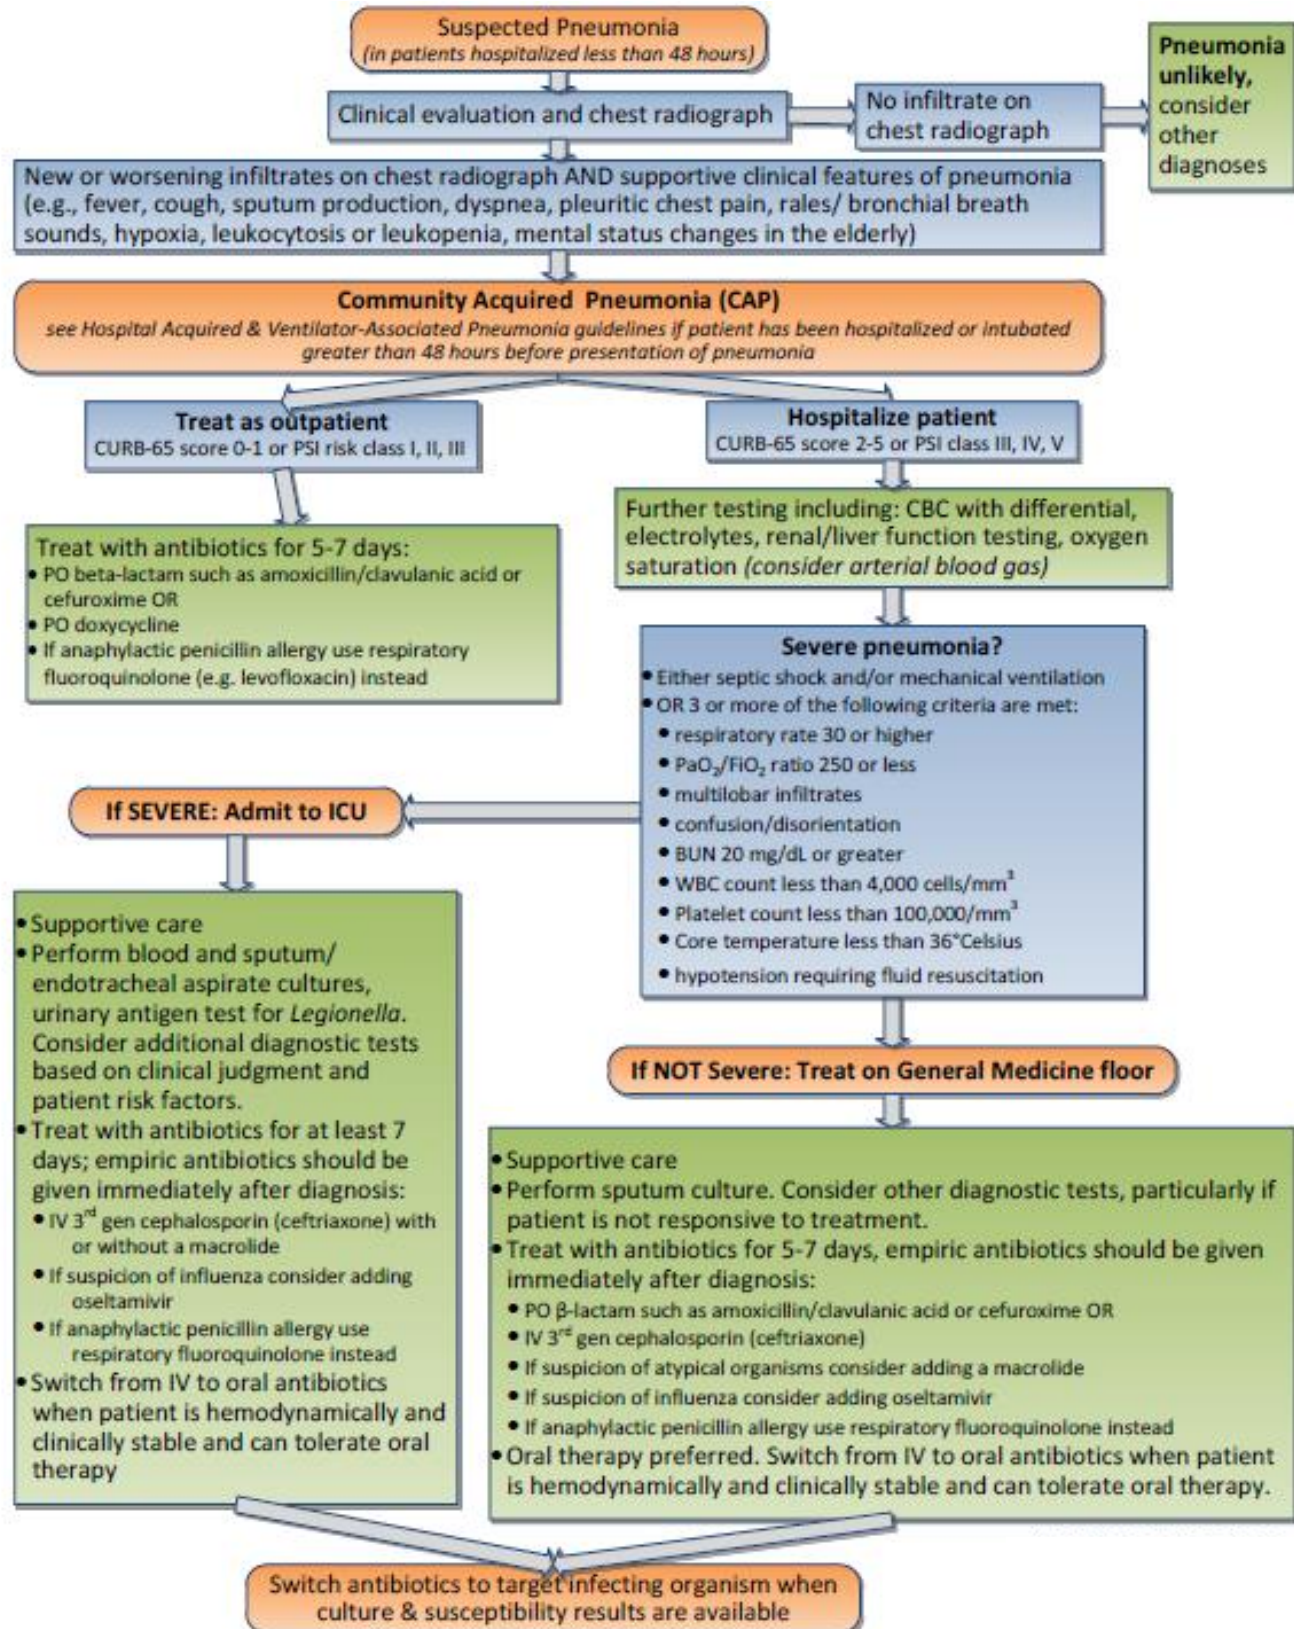 Suspected Pneumonia
(in patients hospitalized less than 48 hours)
Clinical evaluation and chest radiograph
No infiltrate on
chest radiograph
Pneumonia
unlikely,
consider
other
diagnoses
New or worsening infiltrates on chest radiograph AND supportive clinical features of pneumonia
(e.g., fever, cough, sputum production, dyspnea, pleuritic chest pain, rales/ bronchial breath
sounds, hypoxia, leukocytosis or leukopenia, mental status changes in the elderly)
Community Acquired Pneumonia (CAP)
see Hospital Acquired & Ventilator-Associated Pneumonia guidelines if patient has been hospitalized or intubated
greater than 48 hours before presentation of pneumonia
Treat as outpatient
CURB-65 score 0-1 or PSI risk class I, II, III
Treat with antibiotics for 5-7 days:
• PO beta-lactam such as amoxicillin/clavulanic acid or
cefuroxime OR
• PO doxycycline
• If anaphylactic penicillin allergy use respiratory
fluoroquinolone (e.g. levofloxacin) instead
Hospitalize patient
CURB-65 score 2-5 or PSI class III, IV, V
Further testing including: CBC with differential,
electrolytes, renal/liver function testing, oxygen
saturation (consider arterial blood gas)
Severe pneumonia?
• Either septic shock and/or mechanical ventilation
• OR 3 or more of the following criteria are met:
• respiratory rate 30 or higher
• PaO₂/FiO₂ ratio 250 or less
• multilobar infiltrates
• confusion/disorientation
• BUN 20 mg/dL or greater
• WBC count less than 4,000 cells/mm³
• Platelet count less than 100,000/mm³
• Core temperature less than 36°Celsius
• hypotension requiring fluid resuscitation
If SEVERE: Admit to ICU
• Supportive care
• Perform blood and sputum/
endotracheal aspirate cultures,
urinary antigen test for Legionella.
Consider additional diagnostic tests
based on clinical judgment and
patient risk factors.
• Treat with antibiotics for at least 7
days; empiric antibiotics should be
given immediately after diagnosis:
• IV 3rd gen cephalosporin (ceftriaxone) with
or without a macrolide
• If suspicion of influenza consider adding
oseltamivir
• If anaphylactic penicillin allergy use
respiratory fluoroquinolone instead
• Switch from IV to oral antibiotics
when patient is hemodynamically and
clinically stable and can tolerate oral
therapy
If NOT Severe: Treat on General Medicine floor
• Supportive care
• Perform sputum culture. Consider other diagnostic tests, particularly if
patient is not responsive to treatment.
• Treat with antibiotics for 5-7 days, empiric antibiotics should be given
immediately after diagnosis:
• PO β-lactam such as amoxicillin/clavulanic acid or cefuroxime OR
• IV 3rd gen cephalosporin (ceftriaxone)
• If suspicion of atypical organisms consider adding a macrolide
• If suspicion of influenza consider adding oseltamivir
• If anaphylactic penicillin allergy use respiratory fluoroquinolone instead
• Oral therapy preferred. Switch from IV to oral antibiotics when patient
is hemodynamically and clinically stable and can tolerate oral therapy.
Switch antibiotics to target infecting organism when
culture & susceptibility results are available